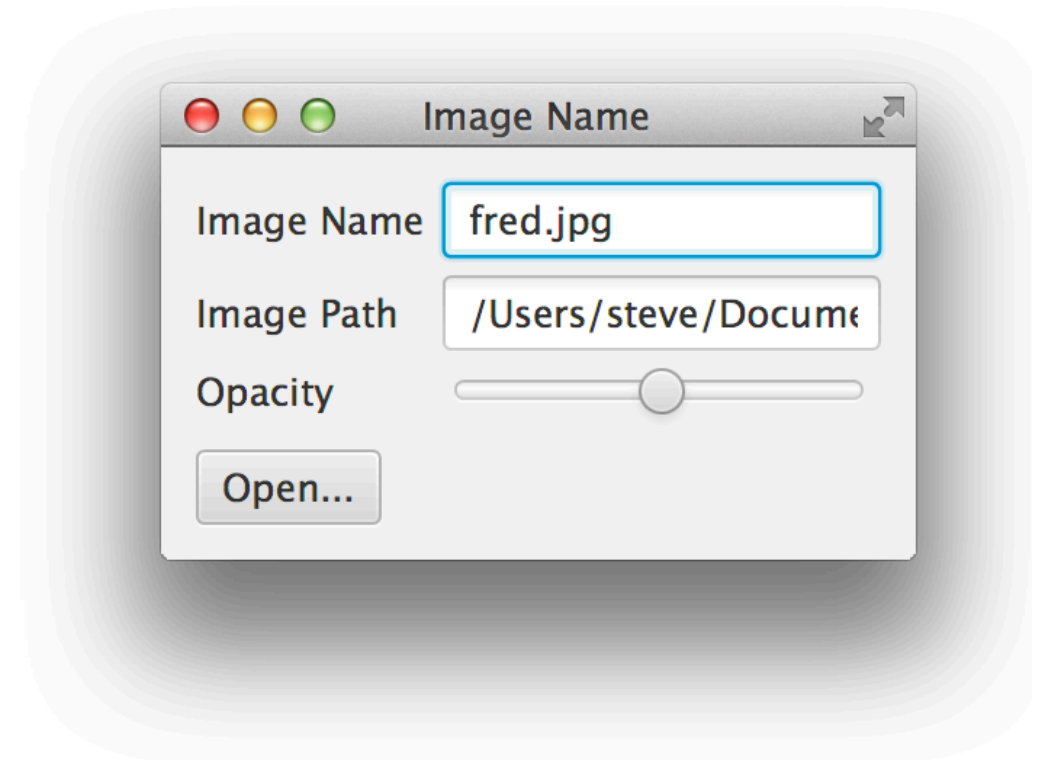 Image Name
Image Name fred.jpg
Image Path /Users/steve/Docume
Opacity
Open...